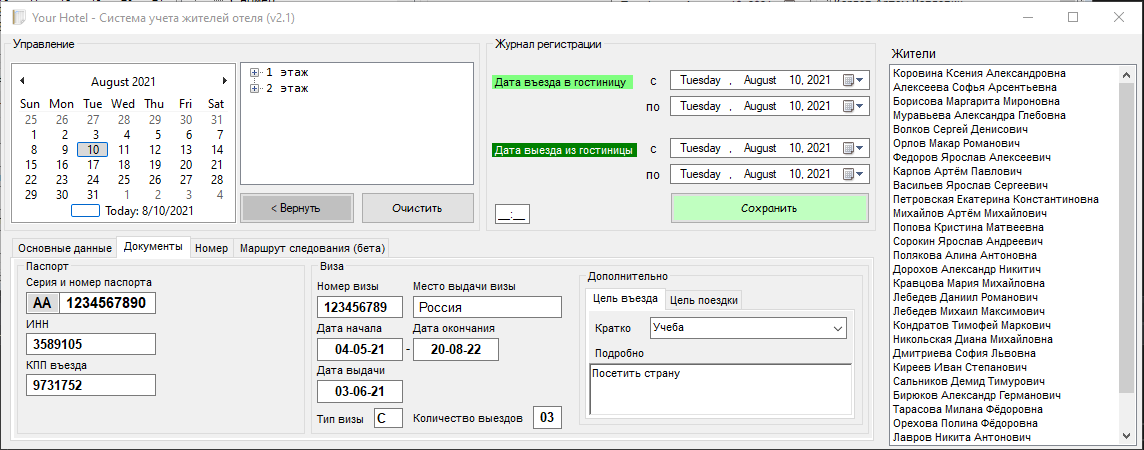 Your Hotel - Система учета жителей отеля (v2.1)
Управление
August 2021
Sun Mon Tue Wed Thu Fri Sat
25 26 27 28 29 30 31
1 2 3 4 5 6 7
8 9 10 11 12 13 14
15 16 17 18 19 20 21
22 23 24 25 26 27 28
29 30 31 1 2 3 4
Today: 8/10/2021
1 этаж
2 этаж
< Вернуть
Очистить
Журнал регистрации
Дата въезда в гостиницу с Tuesday , August 10, 2021
по Tuesday , August 10, 2021
Дата выезда из гостиницы с Tuesday , August 10, 2021
по Tuesday , August 10, 2021
__:__
Сохранить
Основные данные
Документы
Номер
Маршрут следования (бета)
Паспорт
Серия и номер паспорта
AA 1234567890
ИНН
3589105
КПП въезда
9731752
Виза
Номер визы
123456789
Место выдачи визы
Россия
Дата начала
04-05-21
-
Дата окончания
20-08-22
Дата выдачи
03-06-21
Тип визы C
Количество выездов 03
Дополнительно
Цель въезда
Цель поездки
Кратко Учеба
Подробно
Посетить страну
Жители
Коровина Ксения Александровна
Алексеева Софья Арсентьевна
Борисова Маргарита Мироновна
Муравьева Александра Глебовна
Волков Сергей Денисович
Орлов Макар Романович
Федоров Ярослав Алексеевич
Карпов Артём Павлович
Васильев Ярослав Сергеевич
Петровская Екатерина Константиновна
Михайлов Артём Михайлович
Попова Кристина Матвеевна
Сорокин Ярослав Андреевич
Полякова Алина Антоновна
Дорохов Александр Никитич
Кравцова Мария Михайловна
Лебедев Даниил Романович
Лебедев Михаил Максимович
Кондратов Тимофей Маркович
Никольская Диана Михайловна
Дмитриева София Львовна
Киреев Иван Степанович
Сальников Демид Тимурович
Бирюков Александр Германович
Тарасова Милана Фёдоровна
Орехова Полина Фёдоровна
Лавров Никита Антонович